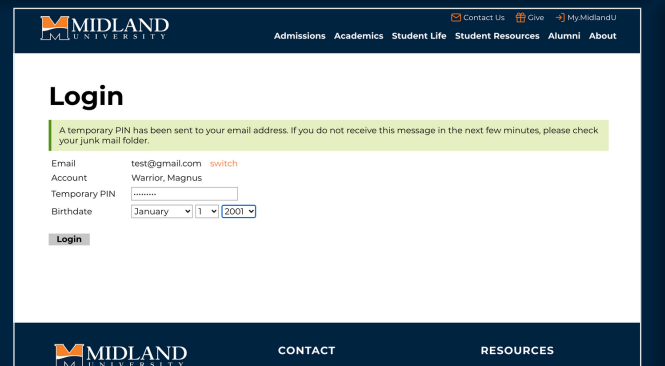 Contact Us Give My.MidlandU
MIDLAND
UNIVERSITY
Admissions Academics Student Life Student Resources Alumni About
Login
A temporary PIN has been sent to your email address. If you do not receive this message in the next few minutes, please check
your junk mail folder.
Email test@gmail.com switch
Account Warrior, Magnus
Temporary PIN •••••••••
Birthdate January 1 2001
Login
MIDLAND
UNIVERSITY
CONTACT
RESOURCES